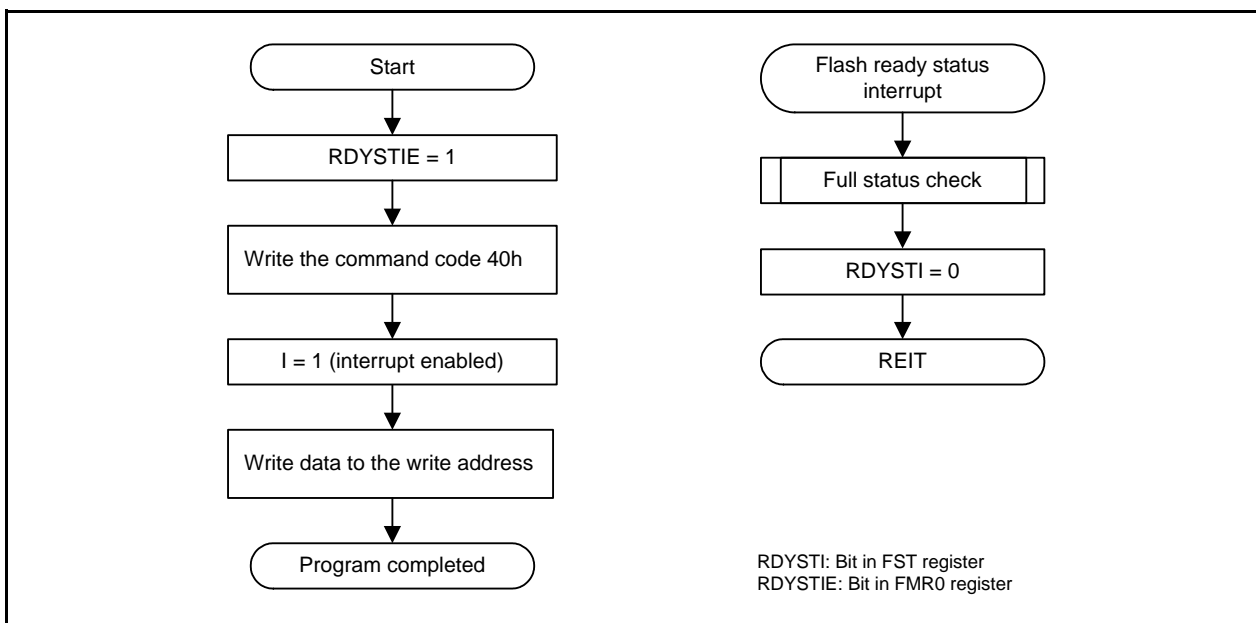 Start
RDYSTIE = 1
Write the command code 40h
I = 1 (interrupt enabled)
Write data to the write address
Program completed
Flash ready status
interrupt
Full status check
RDYSTI = 0
REIT
RDYSTI: Bit in FST register
RDYSTIE: Bit in FMR0 register